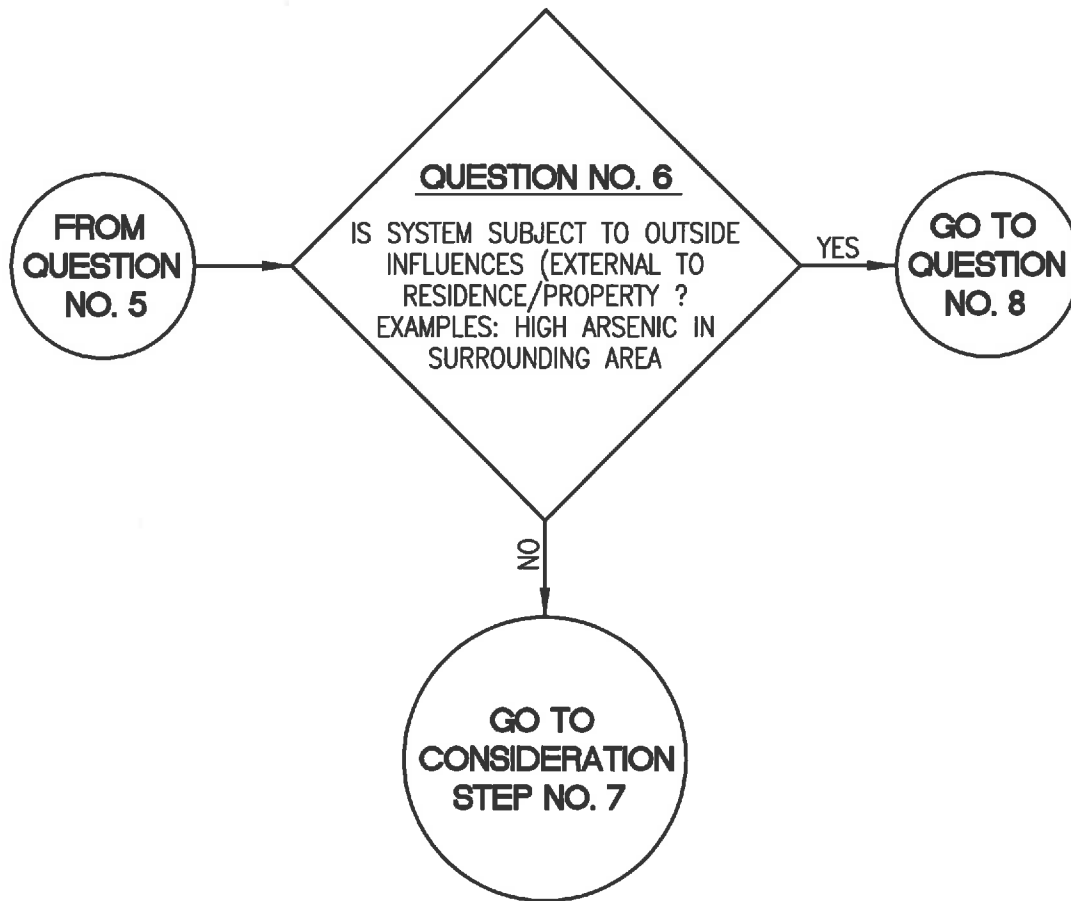 FROM
QUESTION
NO. 5
QUESTION NO. 6
IS SYSTEM SUBJECT TO OUTSIDE
INFLUENCES (EXTERNAL TO
RESIDENCE/PROPERTY ?
EXAMPLES: HIGH ARSENIC IN
SURROUNDING AREA
YES
GO TO
QUESTION
NO. 8
NO
GO TO
CONSIDERATION
STEP NO. 7